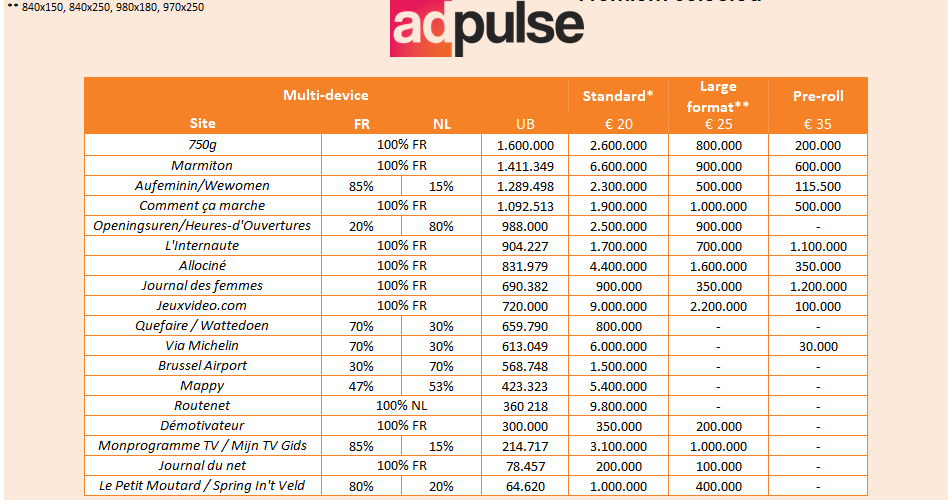 ** 840x150, 840x250, 980x180, 970x250
adpulse
Multi-device Standard* Large format** Pre-roll
Site FR NL UB € 20 € 25 € 35
750g 100% FR 1.600.000 2.600.000 800.000 200.000
Marmiton 100% FR 1.411.349 6.600.000 900.000 600.000
Aufeminin/Wewomen 85% 15% 1.289.498 2.300.000 500.000 115.500
Comment ça marche 100% FR 1.092.513 1.900.000 1.000.000 500.000
Openingsuren/Heures-d'Ouvertures 20% 80% 988.000 2.500.000 900.000 -
L'Internaute 100% FR 904.227 1.700.000 700.000 1.100.000
Allociné 100% FR 831.979 4.400.000 1.600.000 350.000
Journal des femmes 100% FR 690.382 900.000 350.000 1.200.000
Jeuxvideo.com 100% FR 720.000 9.000.000 2.200.000 100.000
Quefaire / Wattedoen 70% 30% 659.790 800.000 - -
Via Michelin 70% 30% 613.049 6.000.000 - 30.000
Brussel Airport 30% 70% 568.748 1.500.000 - -
Mappy 47% 53% 423.323 5.400.000 - -
Routenet 100% NL 360 218 9.800.000 - -
Démotivateur 100% FR 300.000 350.000 200.000 -
Monprogramme TV / Mijn TV Gids 85% 15% 214.717 3.100.000 1.000.000 -
Journal du net 100% FR 78.457 200.000 100.000 -
Le Petit Moutard / Spring In't Veld 80% 20% 64.620 1.000.000 400.000 -